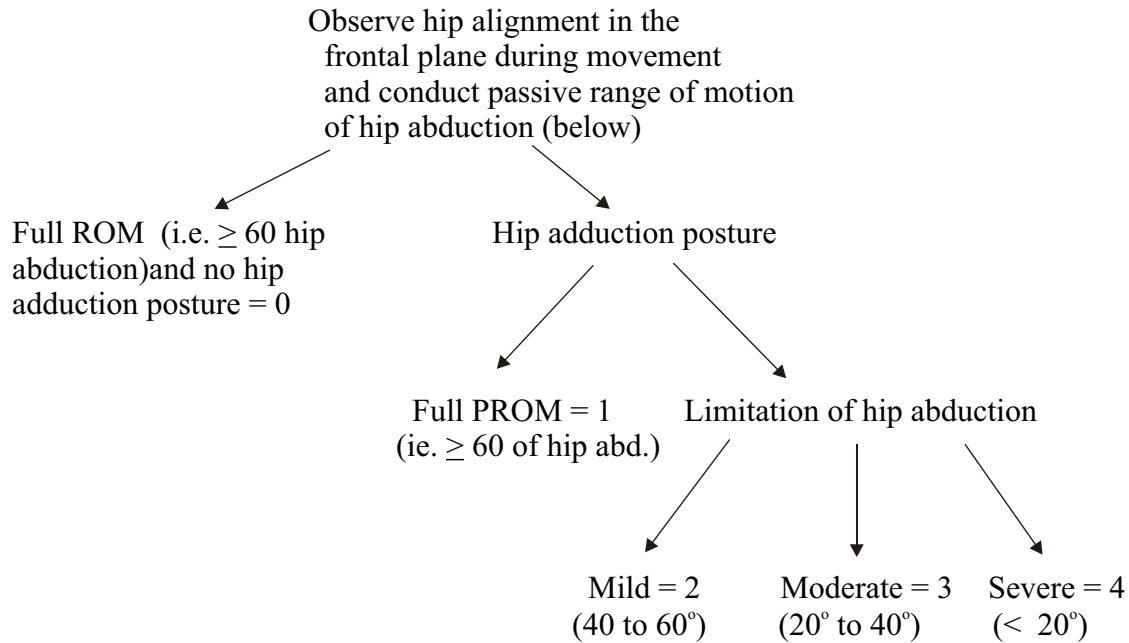 Observe hip alignment in the
frontal plane during movement
and conduct passive range of motion
of hip abduction (below)
Full ROM (i.e. ≥ 60 hip
abduction)and no hip
adduction posture = 0
Hip adduction posture
Full PROM = 1
(ie. ≥ 60 of hip abd.)
Limitation of hip abduction
Mild = 2
(40 to 60°)
Moderate = 3
(20° to 40°)
Severe = 4
(< 20°)